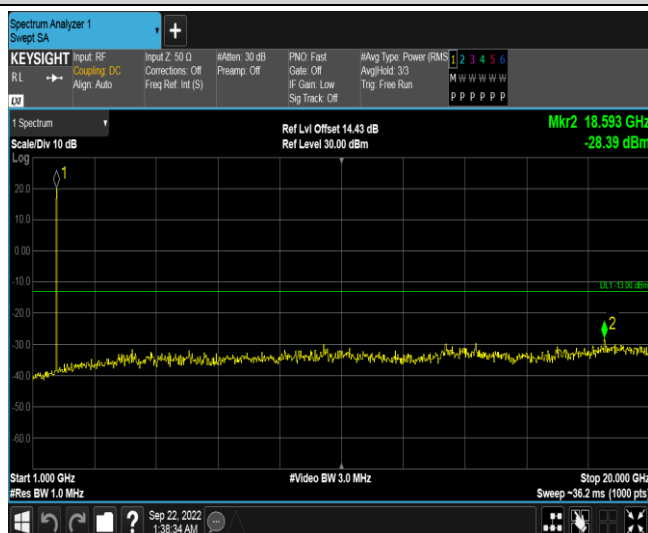 Spectrum Analyzer 1
Swept SA
KEYSIGHT
RL
LXI
Input: RF
Coupling: DC
Align: Auto
Input Z: 50 Ω
Corrections: Off
Freq Ref: Int (S)
#Atten: 30 dB
Preamp: Off
PNO: Fast
Gate: Off
IF Gain: Low
Sig Track: Off
#Avg Type: Power (RMS
Avg|Hold: 3/3
Trig: Free Run
1 2 3 4 5 6
M W W W W W
P P P P P P
1 Spectrum
Scale/Div 10 dB
Log
Ref Lvl Offset 14.43 dB
Ref Level 30.00 dBm
Mkr2 18.593 GHz
-28.39 dBm
1
20.0
10.0
0.00
-10.0
DL1 -13.00 dBm
2
-20.0
-30.0
-40.0
-50.0
-60.0
Start 1.000 GHz
#Res BW 1.0 MHz
#Video BW 3.0 MHz
Stop 20.000 GHz
Sweep ~36.2 ms (1000 pts)
?
Sep 22, 2022
1:38:34 AM